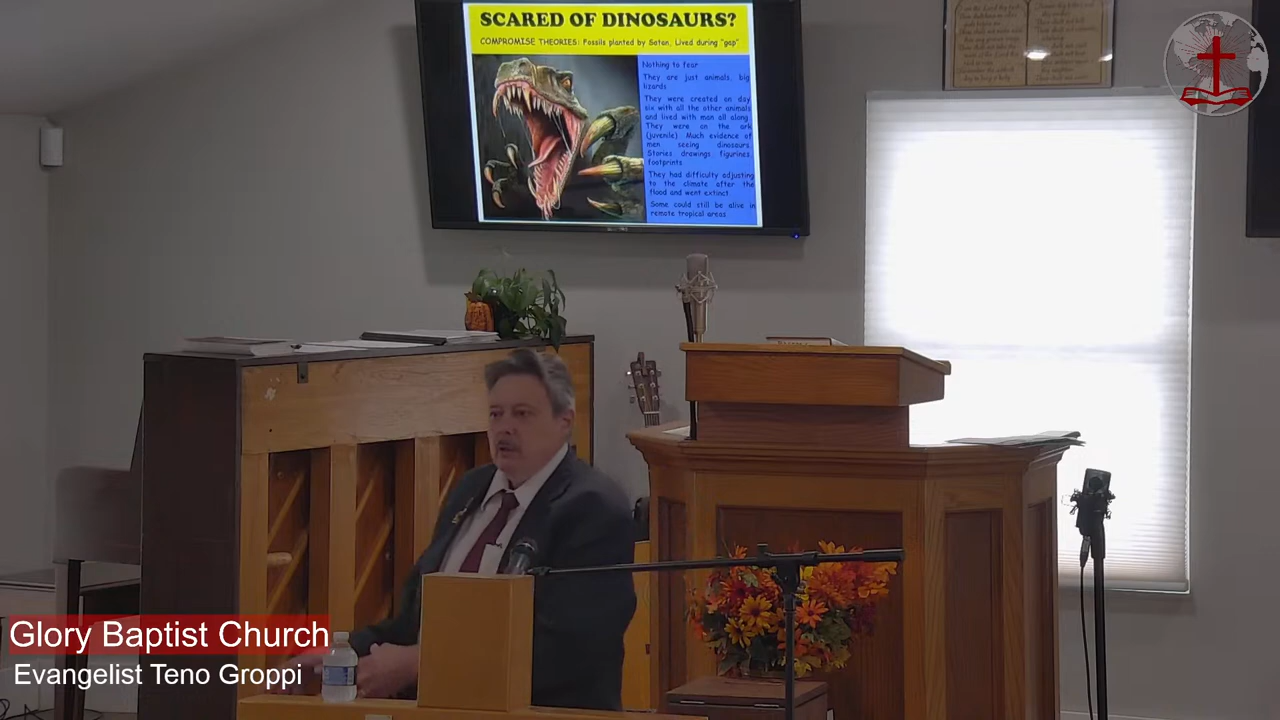 SCARED OF DINOSAURS?
COMPROMISE THEORIES: Fossils planted by Satan, Lived during "gap"
Nothing to fear
They are just animals, big
lizards
They were created on day
six with all the other animals
and lived with man all along.
They were on the ark
(juvenile). Much evidence of
men seeing dinosaurs.
Stories drawings figurines
footprints
They had difficulty adjusting
to the climate after the
flood and went extinct
Some could still be alive in
remote tropical areas
Glory Baptist Church
Evangelist Teno Groppi